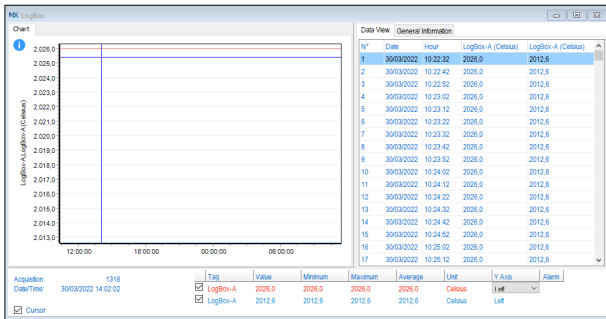 NX LogBox
Chart
LogBox-A,LogBox-A (Celsius)
2.026,0
2.025,0
2.024,0
2.023,0
2.022,0
2.021,0
2.020,0
2.019,0
2.018,0
2.017,0
2.016,0
2.015,0
2.014,0
2.013,0
12:00:00 18:00:00 00:00:00 06:00:00
Data View General Information
N° Date Hour LogBox-A (Celsius) LogBox-A (Celsius)
1 30/03/2022 10:22:32 2026,0 2012,6
2 30/03/2022 10:22:42 2026,0 2012,6
3 30/03/2022 10:22:52 2026,0 2012,6
4 30/03/2022 10:23:02 2026,0 2012,6
5 30/03/2022 10:23:12 2026,0 2012,6
6 30/03/2022 10:23:22 2026,0 2012,6
7 30/03/2022 10:23:32 2026,0 2012,6
8 30/03/2022 10:23:42 2026,0 2012,6
9 30/03/2022 10:23:52 2026,0 2012,6
10 30/03/2022 10:24:02 2026,0 2012,6
11 30/03/2022 10:24:12 2026,0 2012,6
12 30/03/2022 10:24:22 2026,0 2012,6
13 30/03/2022 10:24:32 2026,0 2012,6
14 30/03/2022 10:24:42 2026,0 2012,6
15 30/03/2022 10:24:52 2026,0 2012,6
16 30/03/2022 10:25:02 2026,0 2012,6
17 30/03/2022 10:25:12 2026,0 2012,6
Acquisition: 1318
Date/Time: 30/03/2022 14:02:02
Cursor
Tag Value Minimum Maximum Average Unit Y Axis Alarm
LogBox-A 2026,0 2026,0 2026,0 2026,0 Celsius Left
LogBox-A 2012,6 2012,6 2012,6 2012,6 Celsius Left